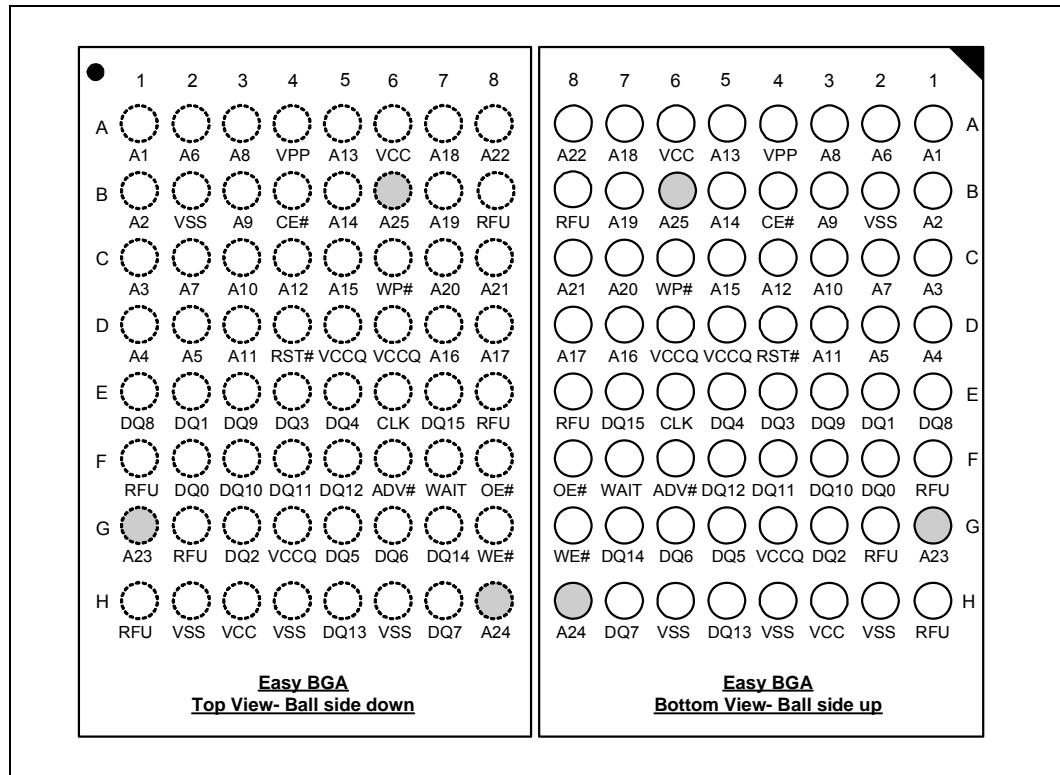 1 2 3 4 5 6 7 8
A
A1 A6 A8 VPP A13 VCC A18 A22
B
A2 VSS A9 CE# A14 A25 A19 RFU
C
A3 A7 A10 A12 A15 WP# A20 A21
D
A4 A5 A11 RST# VCCQ VCCQ A16 A17
E
DQ8 DQ1 DQ9 DQ3 DQ4 CLK DQ15 RFU
F
RFU DQ0 DQ10 DQ11 DQ12 ADV# WAIT OE#
G
A23 RFU DQ2 VCCQ DQ5 DQ6 DQ14 WE#
H
RFU VSS VCC VSS DQ13 VSS DQ7 A24
Easy BGA
Top View- Ball side down
8 7 6 5 4 3 2 1
A
A22 A18 VCC A13 VPP A8 A6 A1
B
RFU A19 A25 A14 CE# A9 VSS A2
C
A21 A20 WP# A15 A12 A10 A7 A3
D
A17 A16 VCCQ VCCQ RST# A11 A5 A4
E
RFU DQ15 CLK DQ4 DQ3 DQ9 DQ1 DQ8
F
OE# WAIT ADV# DQ12 DQ11 DQ10 DQ0 RFU
G
WE# DQ14 DQ6 DQ5 VCCQ DQ2 RFU A23
H
A24 DQ7 VSS DQ13 VSS VCC VSS RFU
Easy BGA
Bottom View- Ball side up